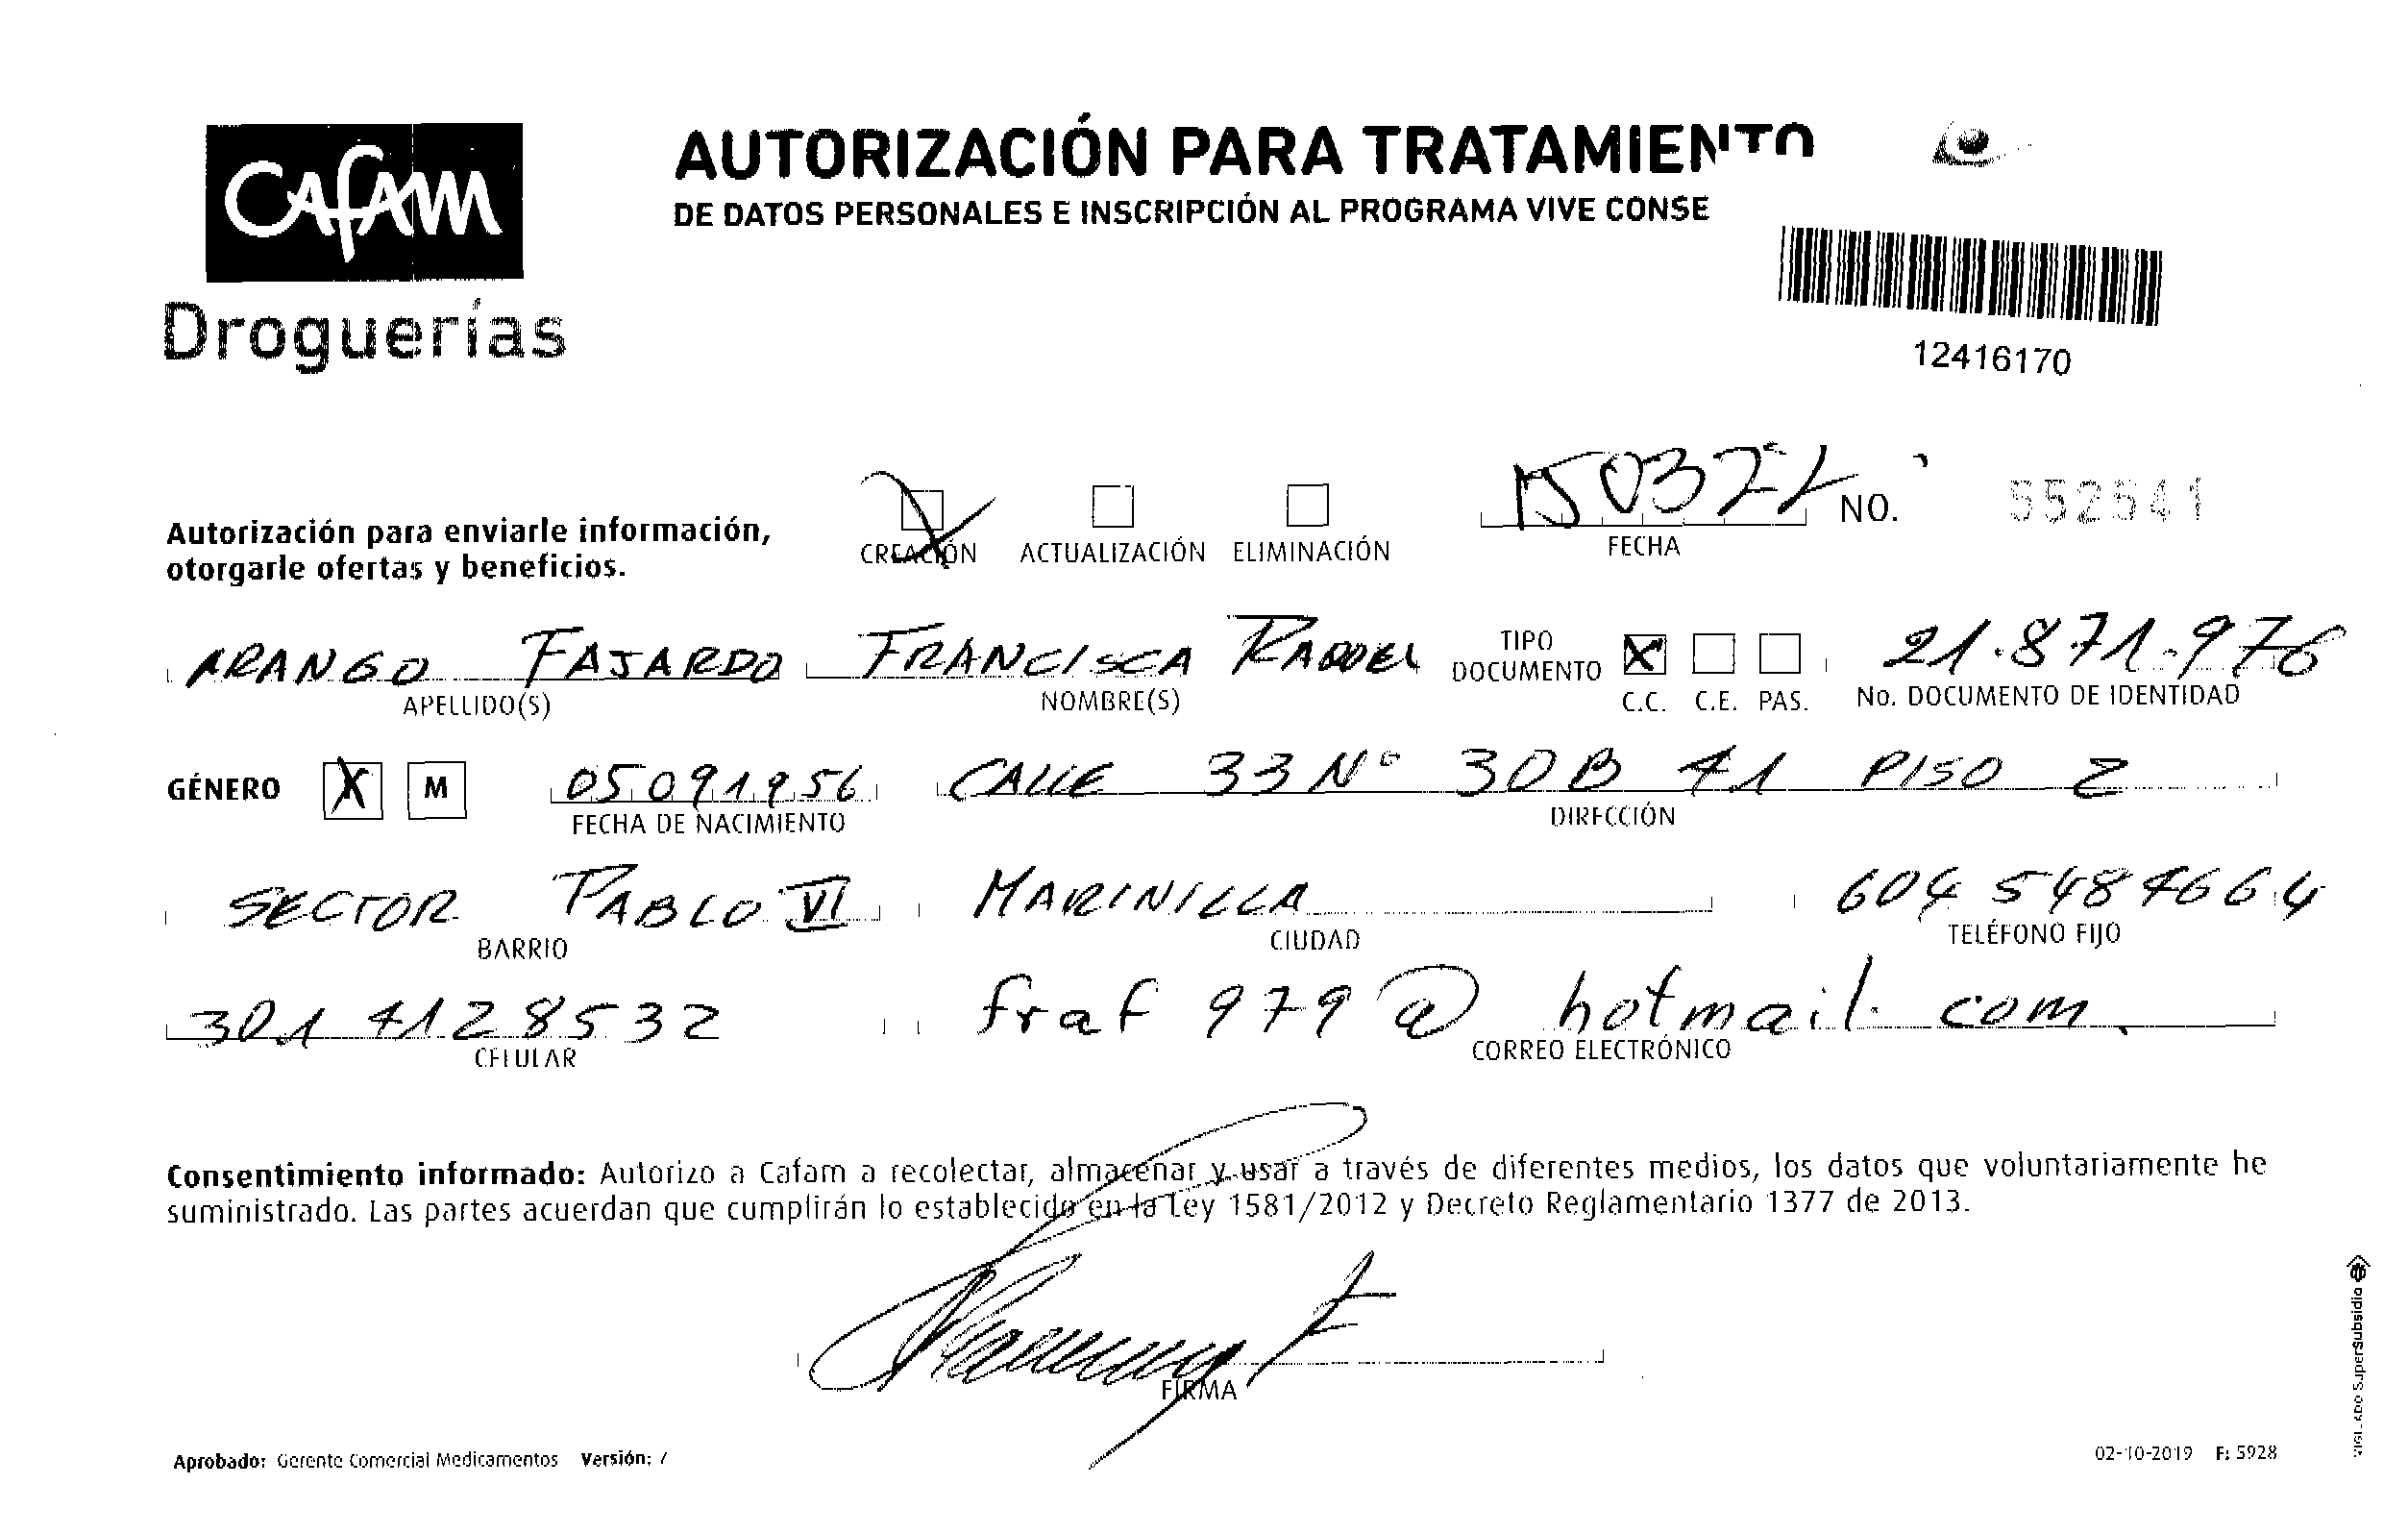 Cafam
Droguerías
AUTORIZACIÓN PARA TRATAMIENTO
DE DATOS PERSONALES E INSCRIPCIÓN AL PROGRAMA VIVE CONSE
12416170
Autorización para enviarle información,
otorgarle ofertas y beneficios.
CREACIÓN ACTUALIZACIÓN ELIMINACIÓN
150322 NO. 552541
FECHA
ARANGO FAJARDO FRANCISCA TIPO DOCUMENTO X 21.871.976
APELLIDO(S) NOMBRE(S) C.C. C.E. PAS. No. DOCUMENTO DE IDENTIDAD
GÉNERO X M 05091956 CALLE 33 N° 30B 41 PISO 2
FECHA DE NACIMIENTO DIRECCIÓN
SECTOR PABLO VI MARINILLA 604 5484664
BARRIO CIUDAD TELÉFONO FIJO
301 4128532 fraf 979@hotmail.com
CELULAR CORREO ELECTRÓNICO
Consentimiento informado: Autorizo a Cafam a recolectar, almacenar y usar a través de diferentes medios, los datos que voluntariamente he
suministrado. Las partes acuerdan que cumplirán lo establecido en la Ley 1581/2012 y Decreto Reglamentario 1377 de 2013.
FIRMA
Aprobado: Gerente Comercial Medicamentos Versión: 7
02-10-2019 F: 5928
VIGILADO SuperSubsidio